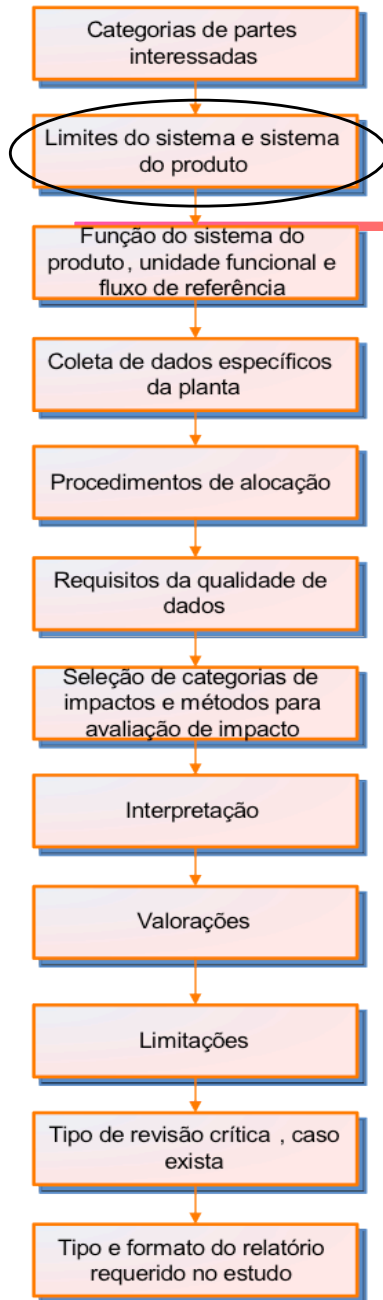 Categorias de partes
interessadas
Limites do sistema e sistema
do produto
Função do sistema do
produto, unidade funcional e
fluxo de referência
Coleta de dados específicos
da planta
Procedimentos de alocação
Requisitos da qualidade de
dados
Seleção de categorias de
impactos e métodos para
avaliação de impacto
Interpretação
Valorações
Limitações
Tipo de revisão crítica , caso
exista
Tipo e formato do relatório
requerido no estudo